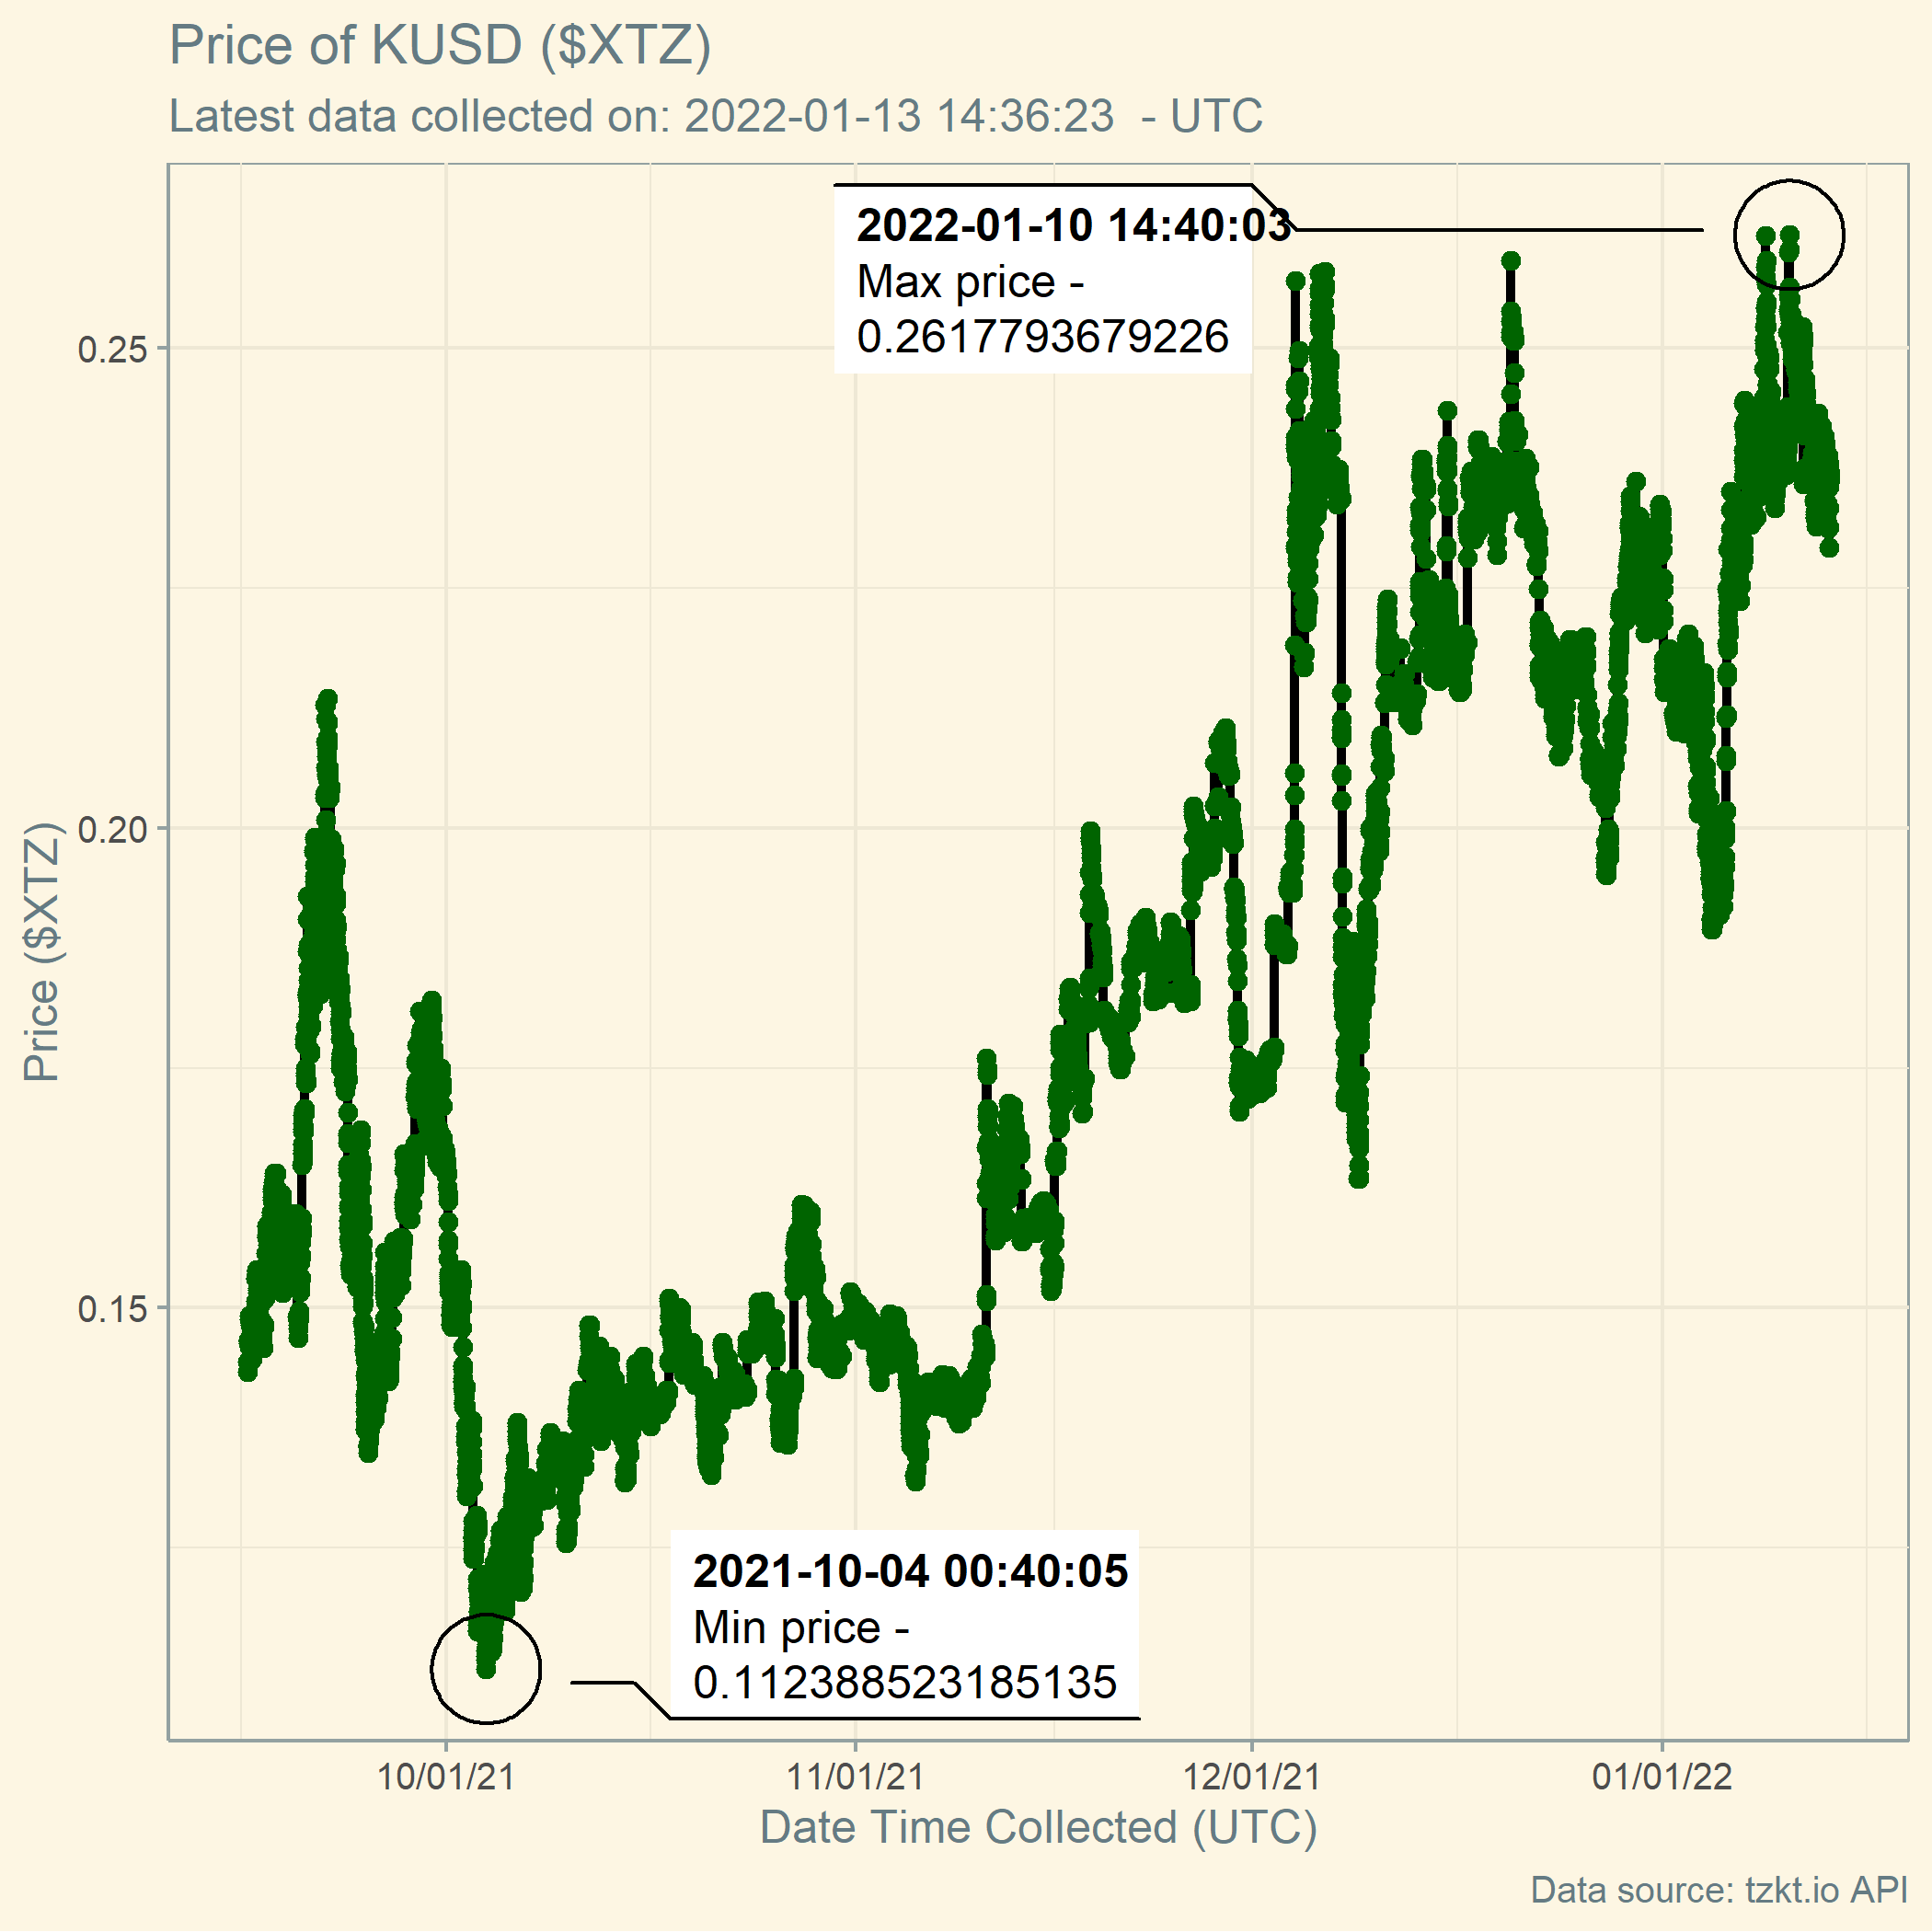 Price of KUSD ($XTZ)
Latest data collected on: 2022-01-13 14:36:23  - UTC
2022-01-10 14:40:03
Max price -
0.2617793679226
0.25
0.20
0.15
Price ($XTZ)
2021-10-04 00:40:05
Min price -
0.112388523185135
10/01/21
11/01/21
12/01/21
01/01/22
Date Time Collected (UTC)
Data source: tzkt.io API